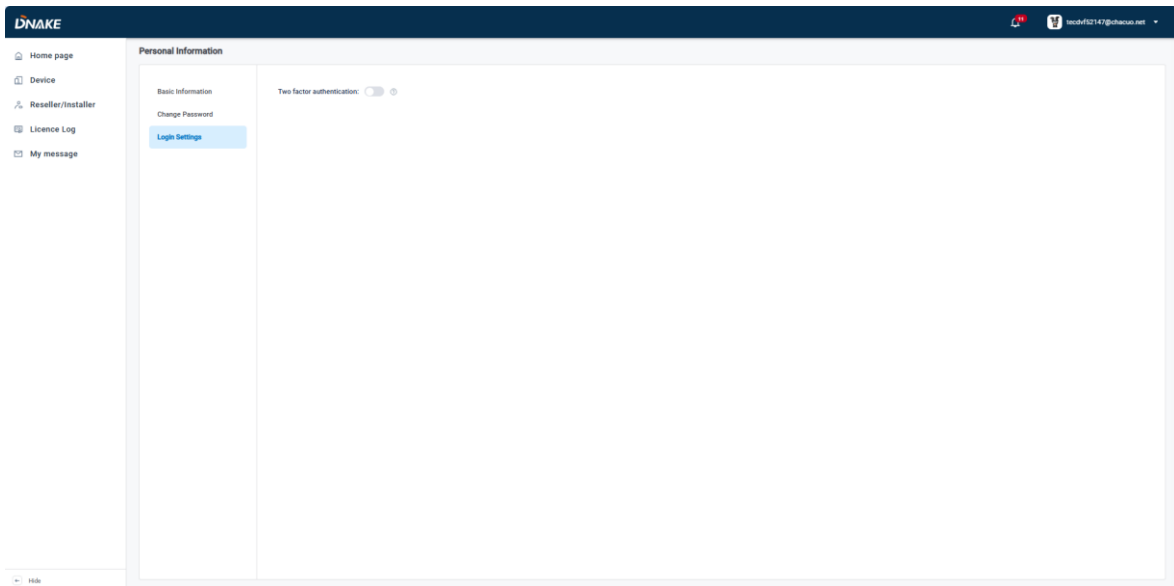 DNAKE
11
tecdvf52147@chacuo.net
Home page
Device
Reseller/Installer
Licence Log
My message
Personal Information
Basic Information
Change Password
Login Settings
Two factor authentication:
Hide